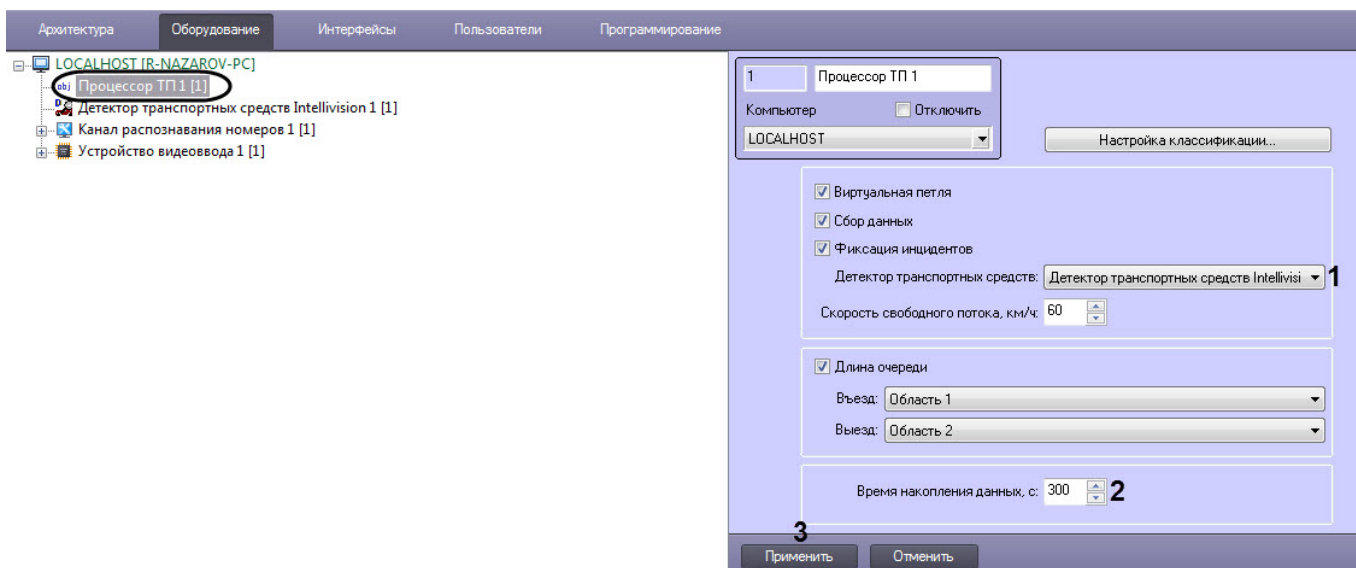 Архитектура Оборудование Интерфейсы Пользователи Программирование
LOCALHOST [R-NAZAROV-PC]
obj Процессор ТП 1 [1]
Детектор транспортных средств Intellivision 1 [1]
Канал распознавания номеров 1 [1]
Устройство видеоввода 1 [1]
1 Процессор ТП 1
Компьютер Отключить
LOCALHOST
Настройка классификации...
Виртуальная петля
Сбор данных
Фиксация инцидентов
Детектор транспортных средств: Детектор транспортных средств Intellivisi 1
Скорость свободного потока, км/ч: 60
Длина очереди
Въезд: Область 1
Выезд: Область 2
Время накопления данных, с: 300 2
3
Применить Отменить